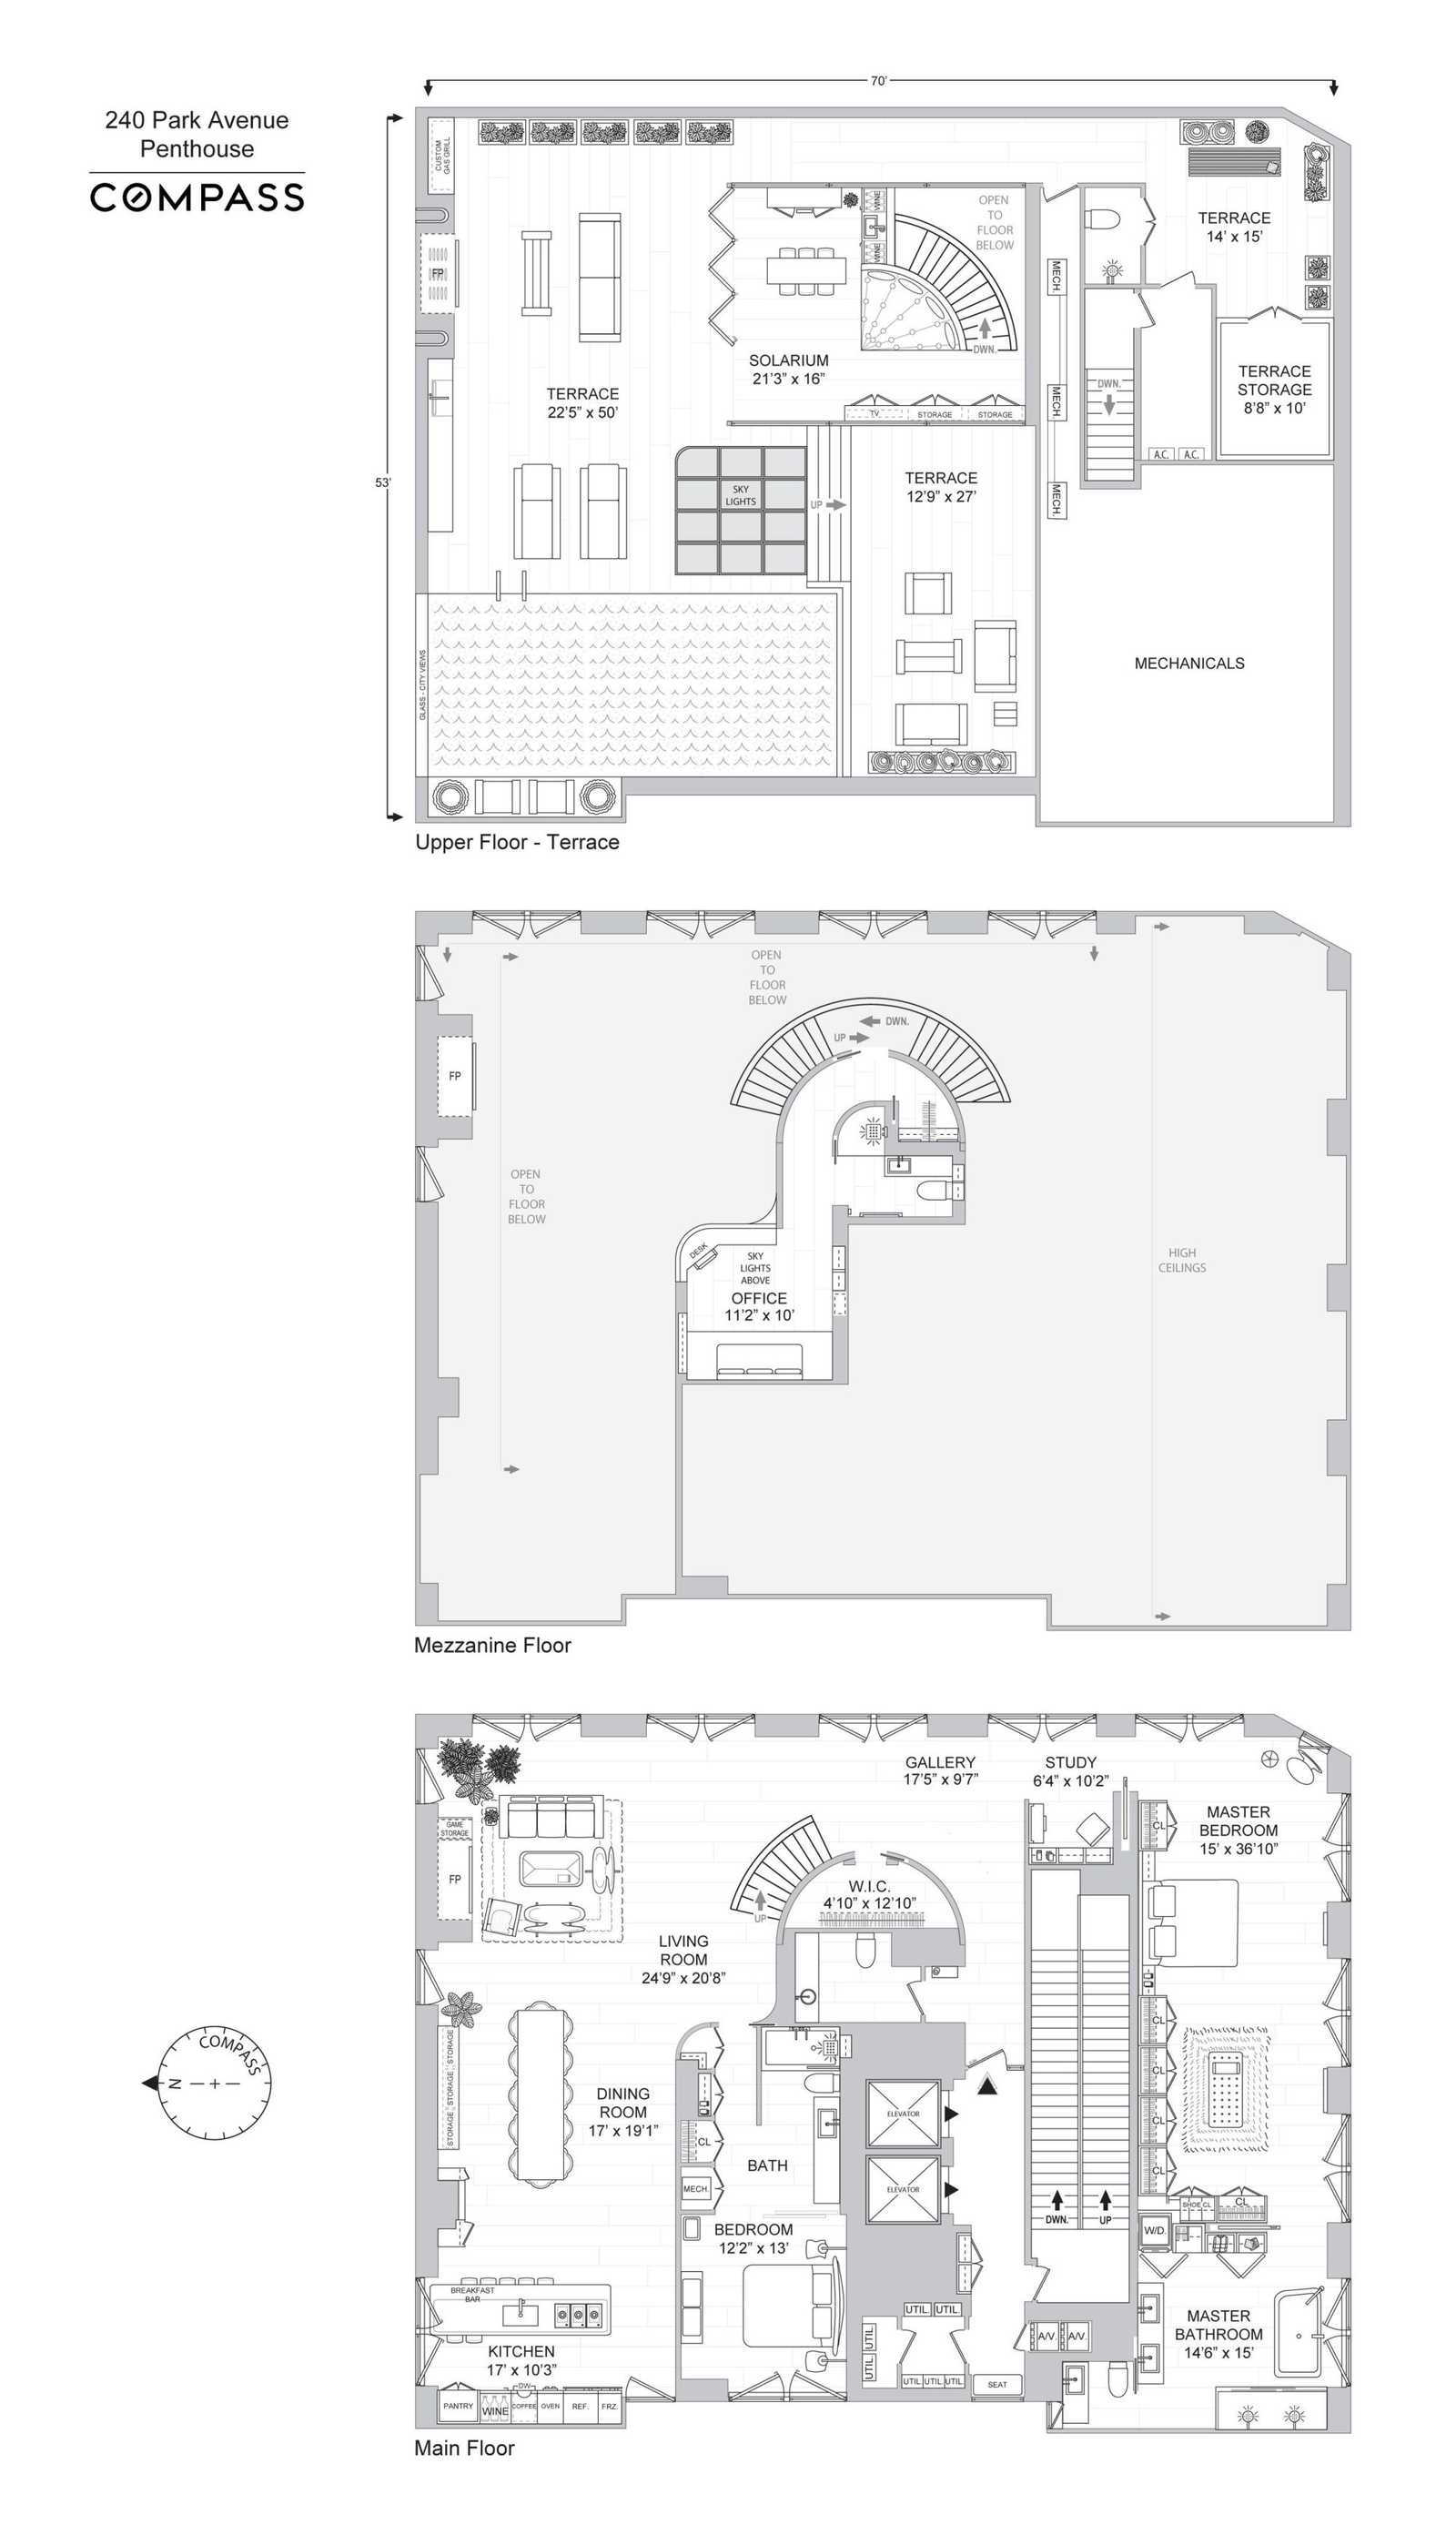 240 Park Avenue
Penthouse
COMPASS
70'
53'
CUSTOM
GAS GRILL
FP
TERRACE
22'5" x 50'
WINE
WINE
OPEN
TO
FLOOR
BELOW
DWN.
SOLARIUM
21'3" x 16"
TV
STORAGE
STORAGE
SKY
LIGHTS
UP
TERRACE
12'9" x 27'
MECH.
MECH.
MECH.
DWN.
A.C.
A.C.
TERRACE
14' x 15'
TERRACE
STORAGE
8'8" x 10'
MECHANICALS
GLASS - CITY VIEWS
Upper Floor - Terrace
OPEN
TO
FLOOR
BELOW
DWN.
UP
FP
OPEN
TO
FLOOR
BELOW
DESK
SKY
LIGHTS
ABOVE
OFFICE
11'2" x 10'
HIGH
CEILINGS
Mezzanine Floor
GALLERY
17'5" x 9'7"
STUDY
6'4" x 10'2"
GAME
STORAGE
FP
UP
W.I.C.
4'10" x 12'10"
CL
MASTER
BEDROOM
15' x 36'10"
LIVING
ROOM
24'9" x 20'8"
COMPASS
N
STORAGE
STORAGE
STORAGE
DINING
ROOM
17' x 19'1"
CL
MECH.
BATH
ELEVATOR
ELEVATOR
CL
CL
CL
CL
SHOE CL
CL
W/D.
DWN.
UP
BEDROOM
12'2" x 13'
BREAKFAST
BAR
KITCHEN
17' x 10'3"
DW
PANTRY
WINE
COFFEE
OVEN
REF.
FRZ.
UTIL
UTIL
UTIL
UTIL
UTIL
UTIL
UTIL
SEAT
A/V.
A/V.
MASTER
BATHROOM
14'6" x 15'
Main Floor